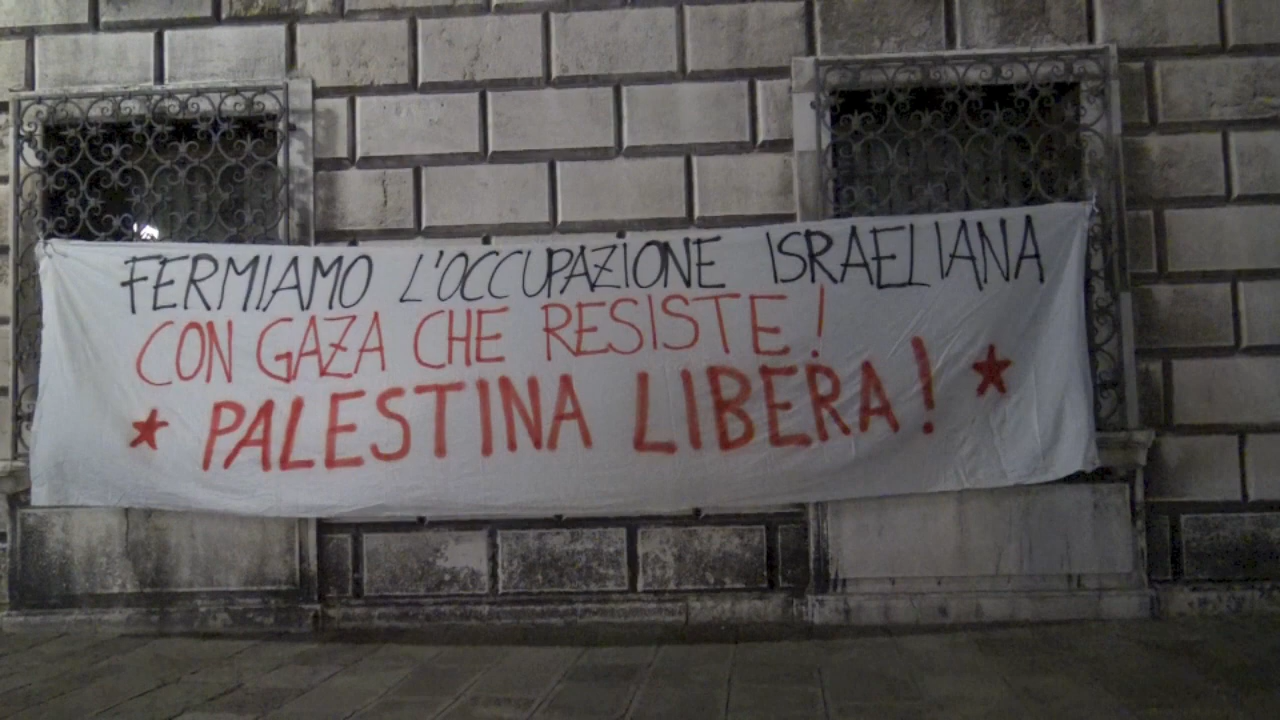 FERMIAMO L'OCCUPAZIONE ISRAELIANA
CON GAZA CHE RESISTE!
★ PALESTINA LIBERA! ★